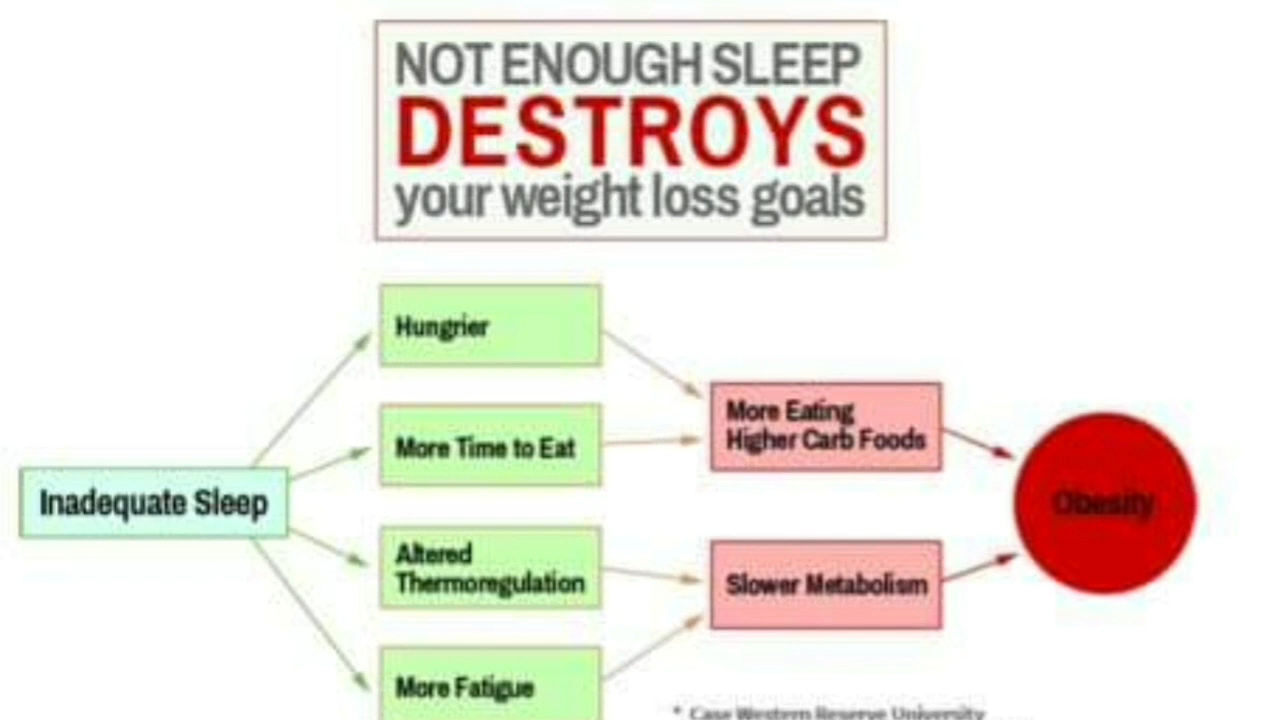 NOT ENOUGH SLEEP
DESTROYS
your weight loss goals
Hungrier
More Time to Eat
Inadequate Sleep
Altered
Thermoregulation
More Fatigue
More Eating
Higher Carb Foods
Slower Metabolism
Obesity
* Case Western Reserve University